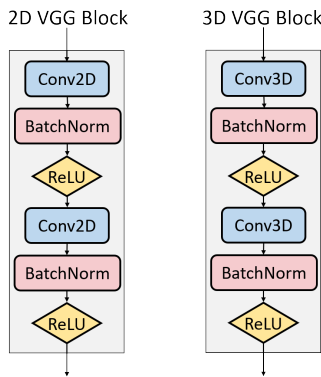 2D VGG Block
Conv2D
BatchNorm
ReLU
Conv2D
BatchNorm
ReLU
3D VGG Block
Conv3D
BatchNorm
ReLU
Conv3D
BatchNorm
ReLU